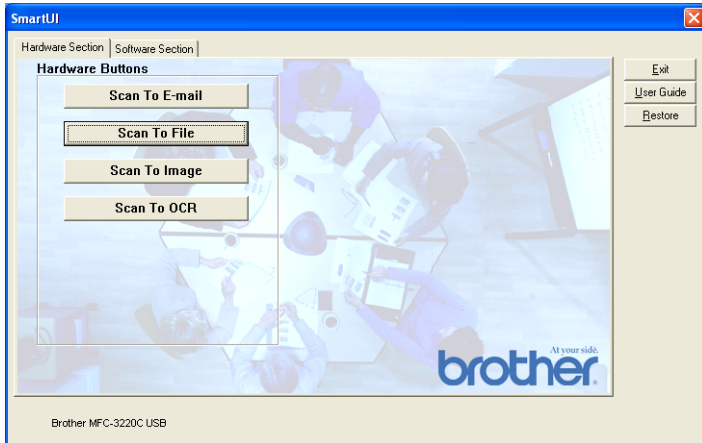 SmartUI
Hardware Section Software Section
Hardware Buttons
Scan To E-mail
Scan To File
Scan To Image
Scan To OCR
Exit
User Guide
Restore
At your side.
brother
Brother MFC-3220C USB